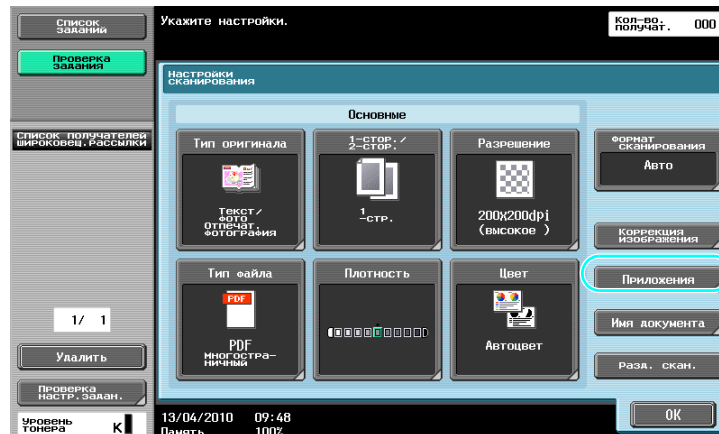 Список
заданий
Укажите настройки.
Кол-во.
получат.
000
Проверка
задания
Настройки
сканирования
Основные
Список получателей
широковещ.рассылки
Тип оригинала
1-стор./
2-стор.
Разрешение
Формат
сканирования
Авто
Текст/
Фото
Отпечат.
Фотография
1
-стр.
200X200dpi
(высокое )
Коррекция
изображения
Тип файла
Плотность
Цвет
Приложения
PDF
1/ 1
PDF
Многостра-
ничный
Автоцвет
Имя документа
Удалить
Разд. скан.
Проверка
настр.задан.
OK
Уровень
тонера
K
13/04/2010 09:48
Память 100%